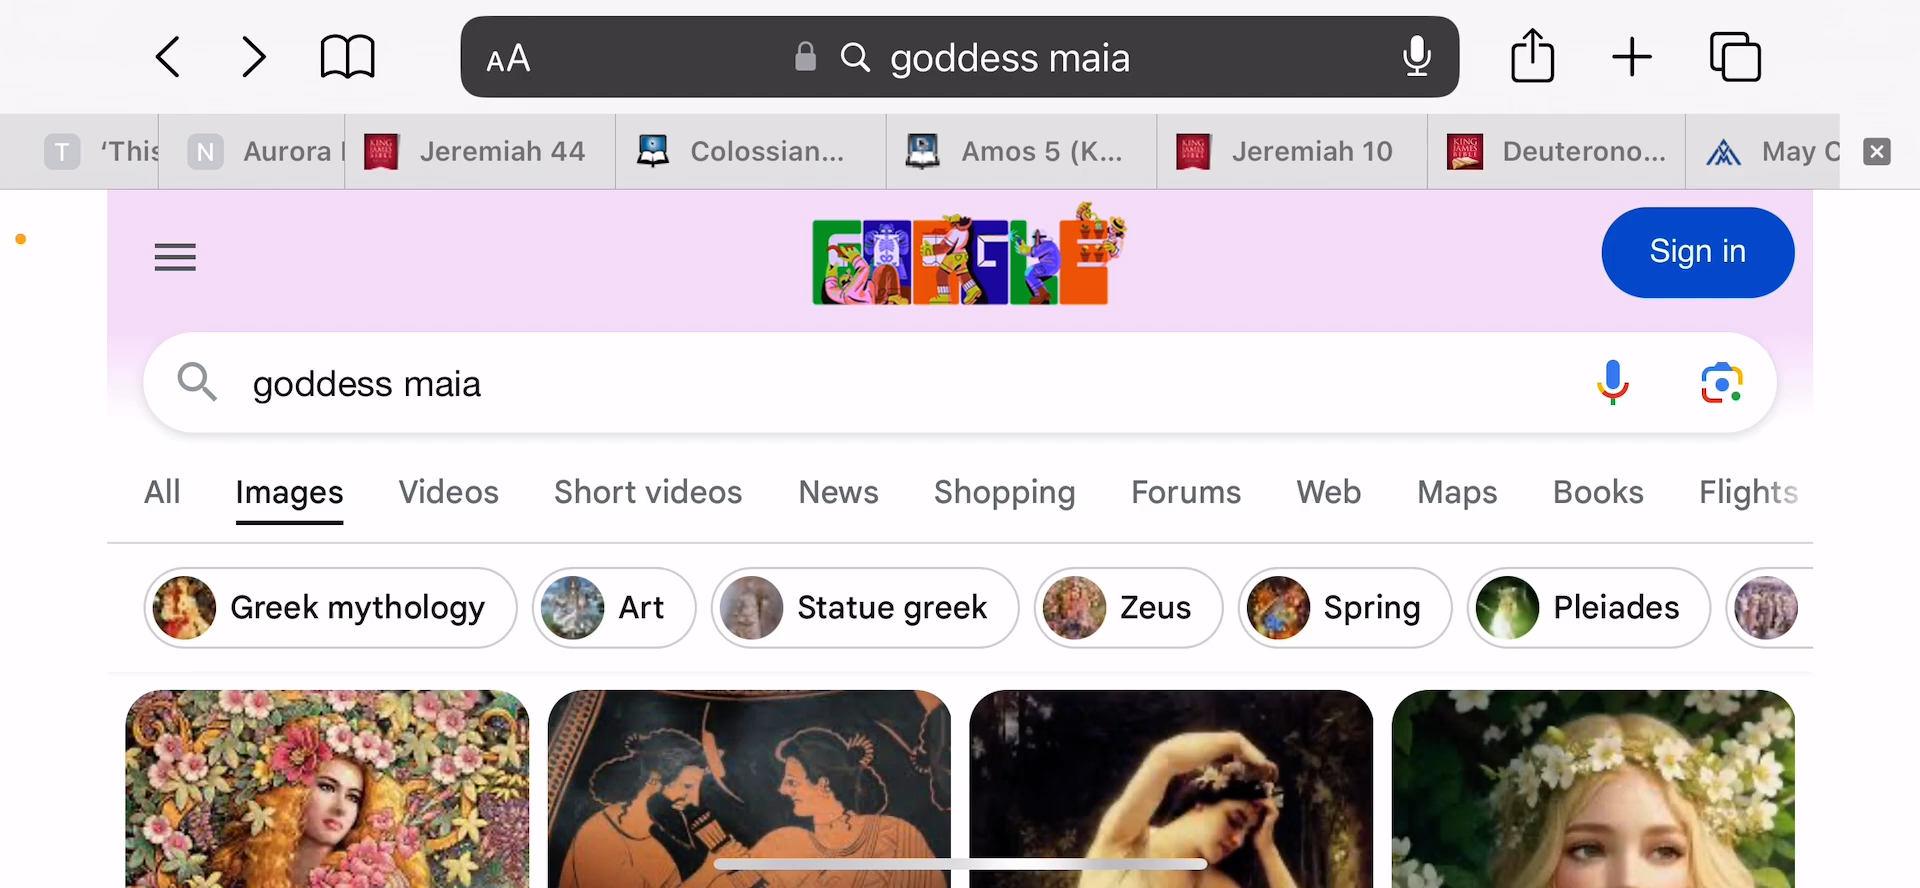 AA goddess maia
T 'This N Aurora Jeremiah 44 Colossian... Amos 5 (K... Jeremiah 10 Deuterono... May C
GOOGLE Sign in
goddess maia
All Images Videos Short videos News Shopping Forums Web Maps Books Flights
Greek mythology Art Statue greek Zeus Spring Pleiades